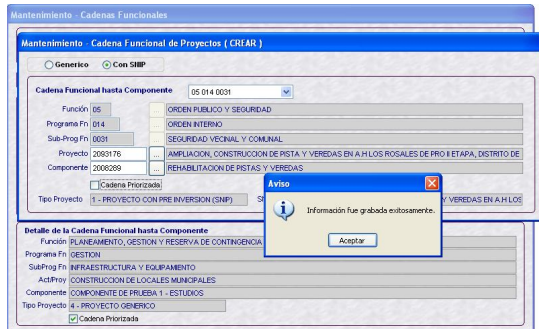 Mantenimiento - Cadenas Funcionales
Mantenimiento - Cadena Funcional de Proyectos ( CREAR )
Generico Con SNIP
Cadena Funcional hasta Componente 05 014 0031
Función 05 ... ORDEN PUBLICO Y SEGURIDAD
Programa Fn 014 ... ORDEN INTERNO
Sub-Prog Fn 0031 ... SEGURIDAD VECINAL Y COMUNAL
Proyecto 2093176 ... AMPLIACION, CONSTRUCCION DE PISTA Y VEREDAS EN A.H LOS ROSALES DE PRO II ETAPA, DISTRITO DE
Componente 2006289 ... REHABILITACION DE PISTAS Y VEREDAS
Cadena Priorizada
Tipo Proyecto 1 - PROYECTO CON PRE INVERSION (SNIP) Y VEREDAS EN A.H LOS
Aviso
Información fue grabada exitosamente.
Aceptar
Detalle de la Cadena Funcional hasta Componente
Función PLANEAMIENTO, GESTION Y RESERVA DE CONTINGENCIA
Programa Fn GESTION
SubProg Fn INFRAESTRUCTURA Y EQUIPAMIENTO
Act/Proy CONSTRUCCION DE LOCALES MUNICIPALES
Componente COMPONENTE DE PRUEBA 1 - ESTUDIOS
Tipo Proyecto 4 - PROYECTO GENERICO
Cadena Priorizada